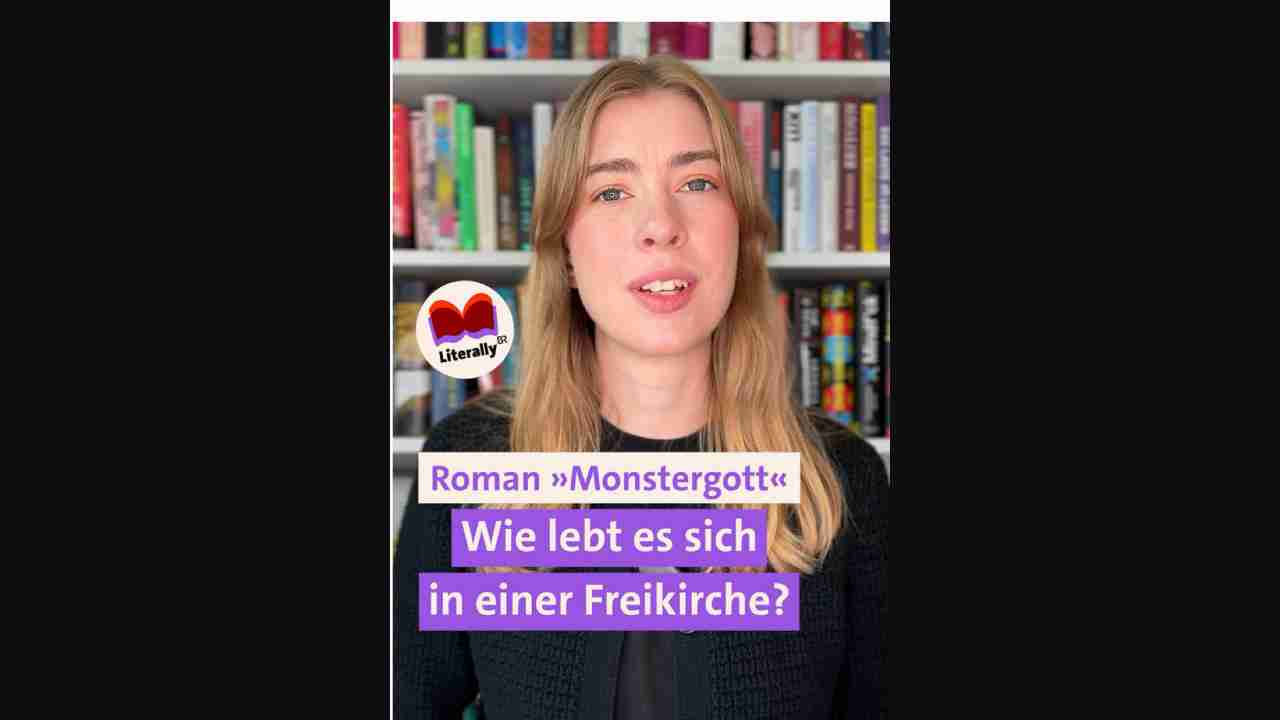 Literally
BR
Roman »Monstergott«
Wie lebt es sich
in einer Freikirche?